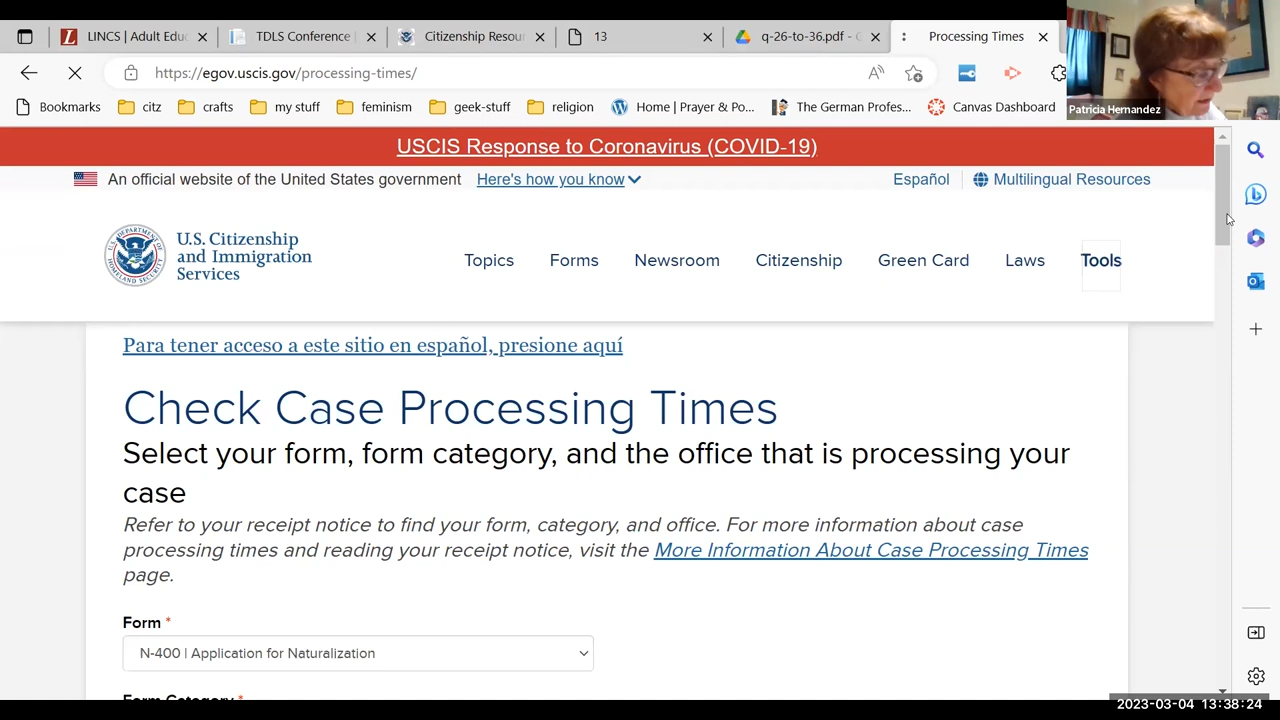 LINCS | Adult Educ
TDLS Conference |
Citizenship Resour
13
q-26-to-36.pdf - G
Processing Times
https://egov.uscis.gov/processing-times/
Bookmarks
citz
crafts
my stuff
feminism
geek-stuff
religion
Home | Prayer & Po...
The German Profes...
Canvas Dashboard
Patricia Hernandez
USCIS Response to Coronavirus (COVID-19)
An official website of the United States government Here's how you know
Español
Multilingual Resources
U.S. Citizenship
and Immigration
Services
Topics
Forms
Newsroom
Citizenship
Green Card
Laws
Tools
Para tener acceso a este sitio en español, presione aquí
Check Case Processing Times
Select your form, form category, and the office that is processing your
case
Refer to your receipt notice to find your form, category, and office. For more information about case
processing times and reading your receipt notice, visit the More Information About Case Processing Times
page.
Form *
N-400 | Application for Naturalization
Form Category *
2023-03-04 13:38:24